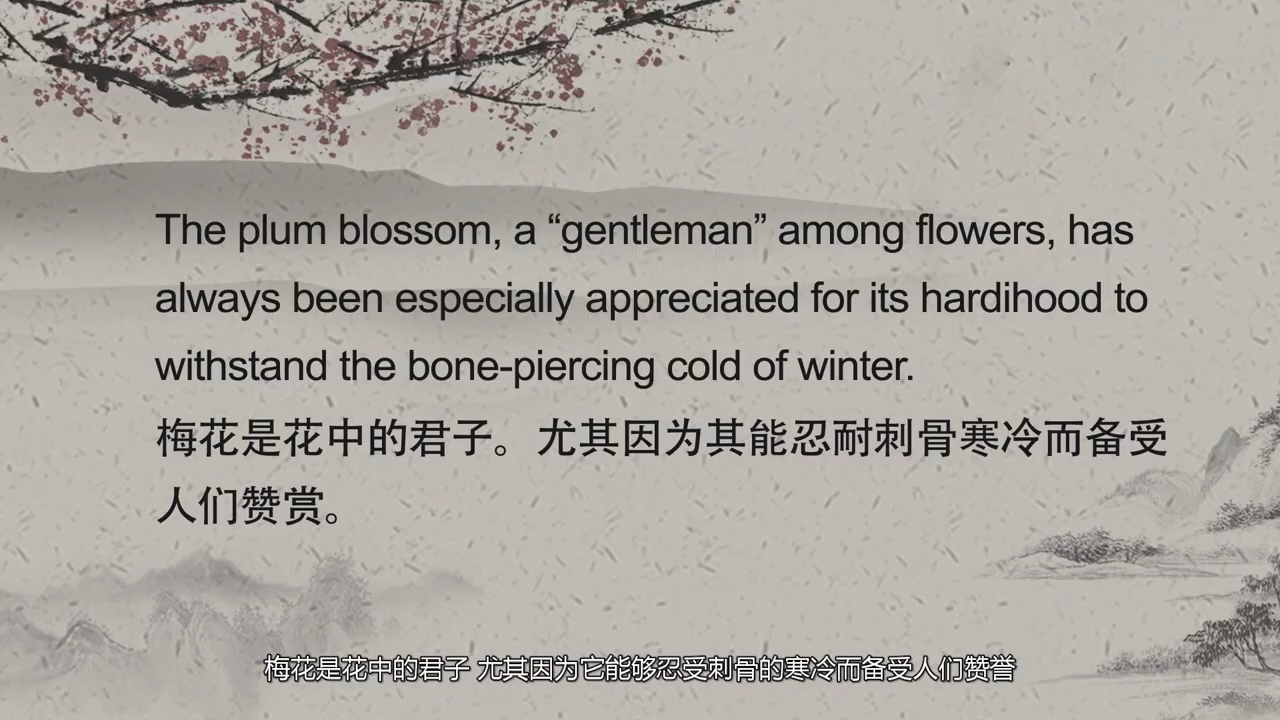 The plum blossom, a “gentleman” among flowers, has
always been especially appreciated for its hardihood to
withstand the bone-piercing cold of winter.
梅花是花中的君子。尤其因为其能忍耐刺骨寒冷而备受
人们赞赏。
梅花是花中的君子 尤其因为它能够忍受刺骨的寒冷而备受人们赞誉